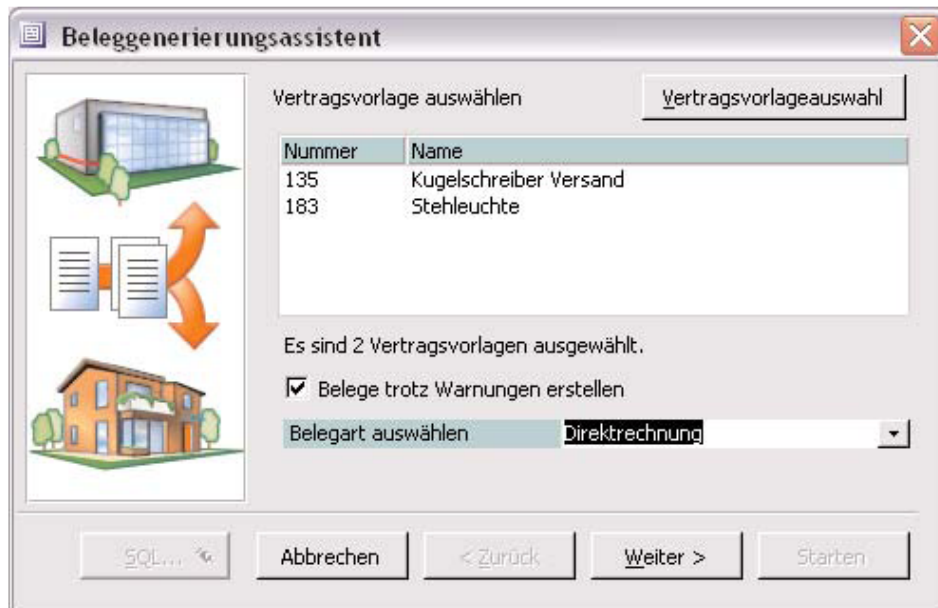 Beleggenerierungsassistent
Vertragsvorlage auswählen Vertragsvorlageauswahl
Nummer Name
135 Kugelschreiber Versand
183 Stehleuchte
Es sind 2 Vertragsvorlagen ausgewählt.
Belege trotz Warnungen erstellen
Belegart auswählen Direktrechnung
SQL... Abbrechen < Zurück Weiter > Starten